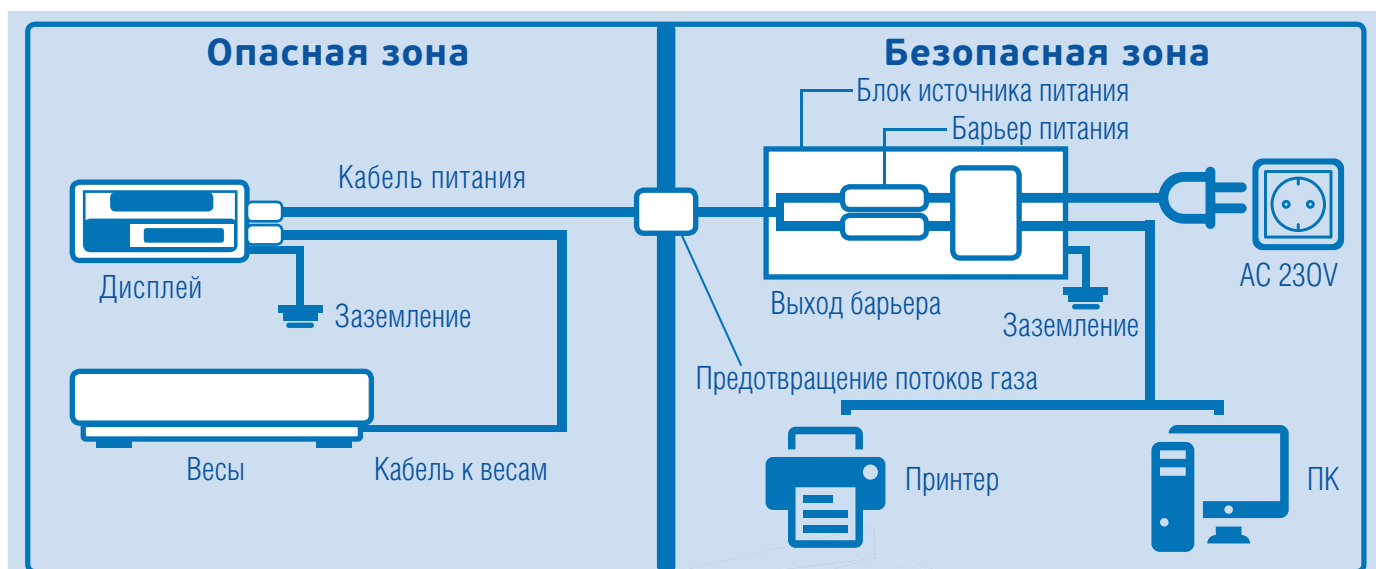 Опасная зона
Безопасная зона
Блок источника питания
Барьер питания
Кабель питания
Дисплей
Заземление
Выход барьера
Заземление
AC 230V
Предотвращение потоков газа
Весы
Кабель к весам
Принтер
ПК